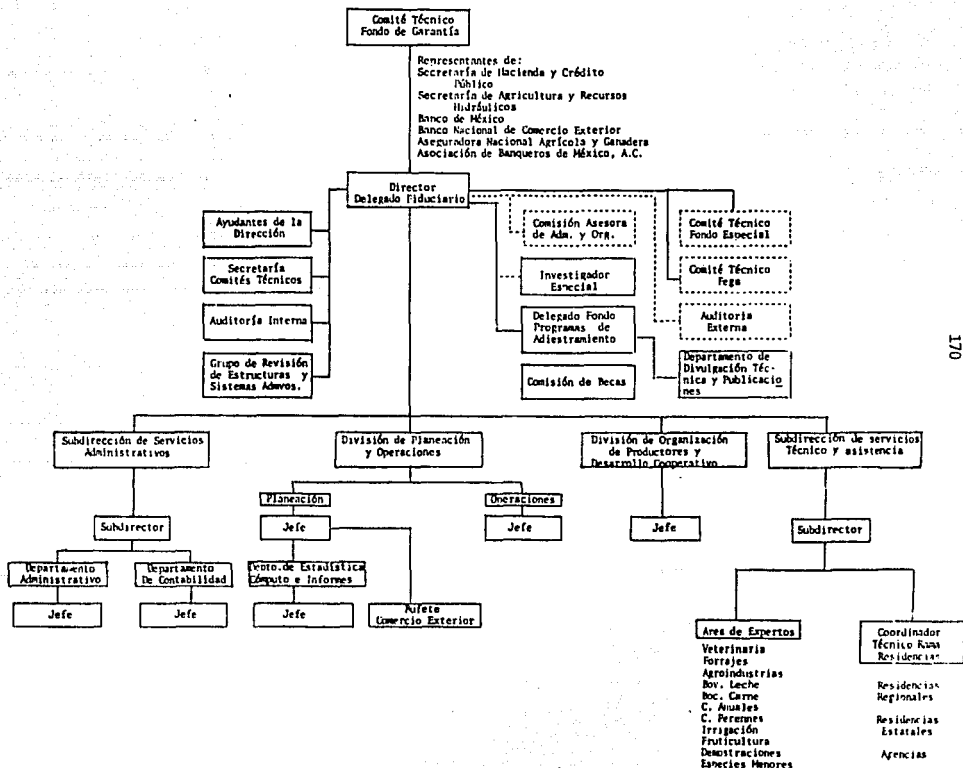 Comité Técnico
Fondo de Garantía
Representantes de:
Secretaría de Hacienda y Crédito
Público
Secretaría de Agricultura y Recursos
Hidráulicos
Banco de México
Banco Nacional de Comercio Exterior
Aseguradora Nacional Agrícola y Ganadera
Asociación de Banqueros de México, A.C.
Director
Delegado Fiduciario
Ayudantes de la
Dirección
Secretaría
Comités Técnicos
Auditoría Interna
Grupo de Revisión
de Estructuras y
Sistemas Admvos.
Comisión Asesora
de Adm. y Org.
Investigador
Especial
Delegado Fondo
Programas de
Adiestramiento
Comisión de Becas
Comité Técnico
Fondo Especial
Comité Técnico
Fega
Auditoria
Externa
Departamento de
Divulgación Téc-
nica y Publicacio
nes
170
Subdirección de Servicios
Administrativos
División de Planeación
y Operaciones
División de Organización
de Productores y
Desarrollo Cooperativo
Subdirección de servicios
Técnico y asistencia
Planeación
Operaciones
Subdirector
Jefe
Jefe
Jefe
Subdirector
Departamento
Administrativo
Departamento
De Contabilidad
Depto. de Estadística
Cómputo e Informes
Jefe
Jefe
Jefe
Bufete
Comercio Exterior
Area de Expertos
Veterinaria
Forrajes
Agroindustrias
Bov. Leche
Boc. Carne
C. Anuales
C. Perennes
Irrigación
Fruticultura
Demostraciones
Especies Menores
Coordinador
Técnico Rama
Residencias
Residencias
Regionales
Residencias
Estatales
Agencias